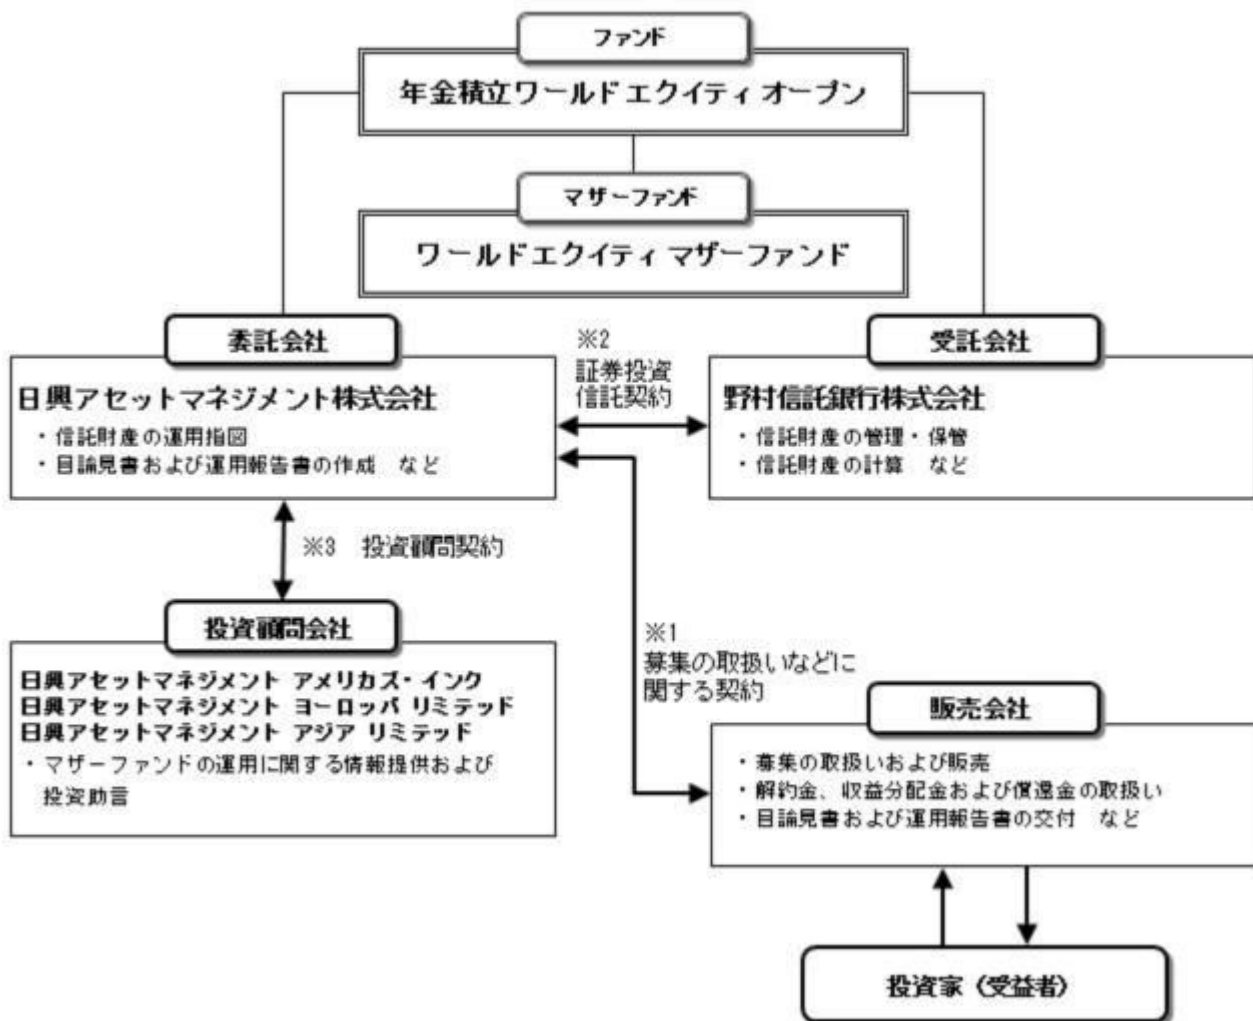 ファンド
年金積立ワールドエクイティオープン
マザーファンド
ワールドエクイティ マザーファンド
委託会社
日興アセットマネジメント株式会社
・信託財産の運用指図
・目論見書および運用報告書の作成 など
※2
証券投資
信託契約
受託会社
野村信託銀行株式会社
・信託財産の管理・保管
・信託財産の計算 など
※3 投資顧問契約
投資顧問会社
日興アセットマネジメント アメリカズ・インク
日興アセットマネジメント ヨーロッパ リミテッド
日興アセットマネジメント アジア リミテッド
・マザーファンドの運用に関する情報提供および
投資助言
※1
募集の取扱いなどに
関する契約
販売会社
・募集の取扱いおよび販売
・解約金、収益分配金および償還金の取扱い
・目論見書および運用報告書の交付 など
投資家（受益者）